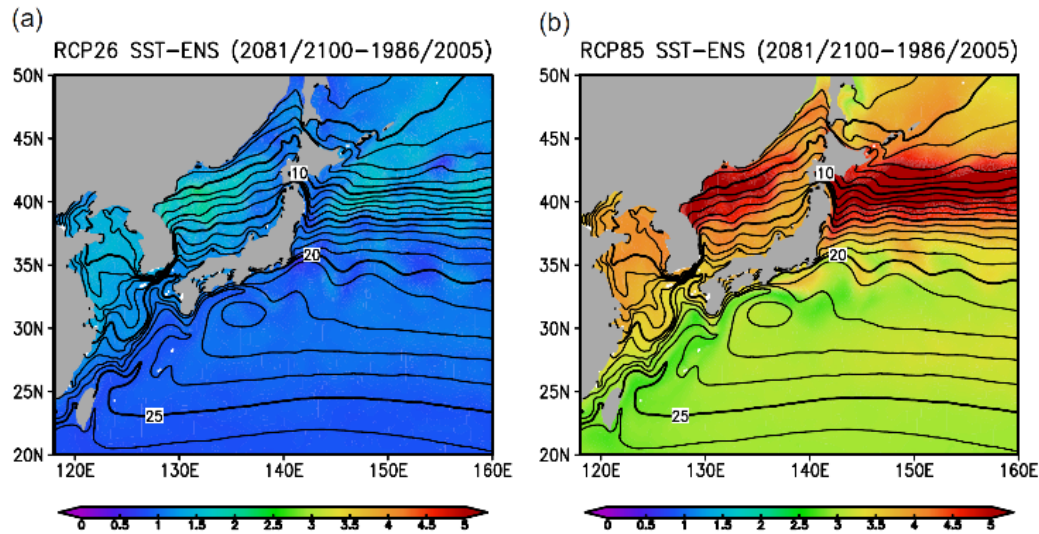 (a)
RCP26 SST-ENS (2081/2100-1986/2005)
50N
45N
40N
35N
30N
25N
20N
120E 130E 140E 150E 160E
10
20
25
0 0.5 1 1.5 2 2.5 3 3.5 4 4.5 5
(b)
RCP85 SST-ENS (2081/2100-1986/2005)
50N
45N
40N
35N
30N
25N
20N
120E 130E 140E 150E 160E
10
20
25
0 0.5 1 1.5 2 2.5 3 3.5 4 4.5 5